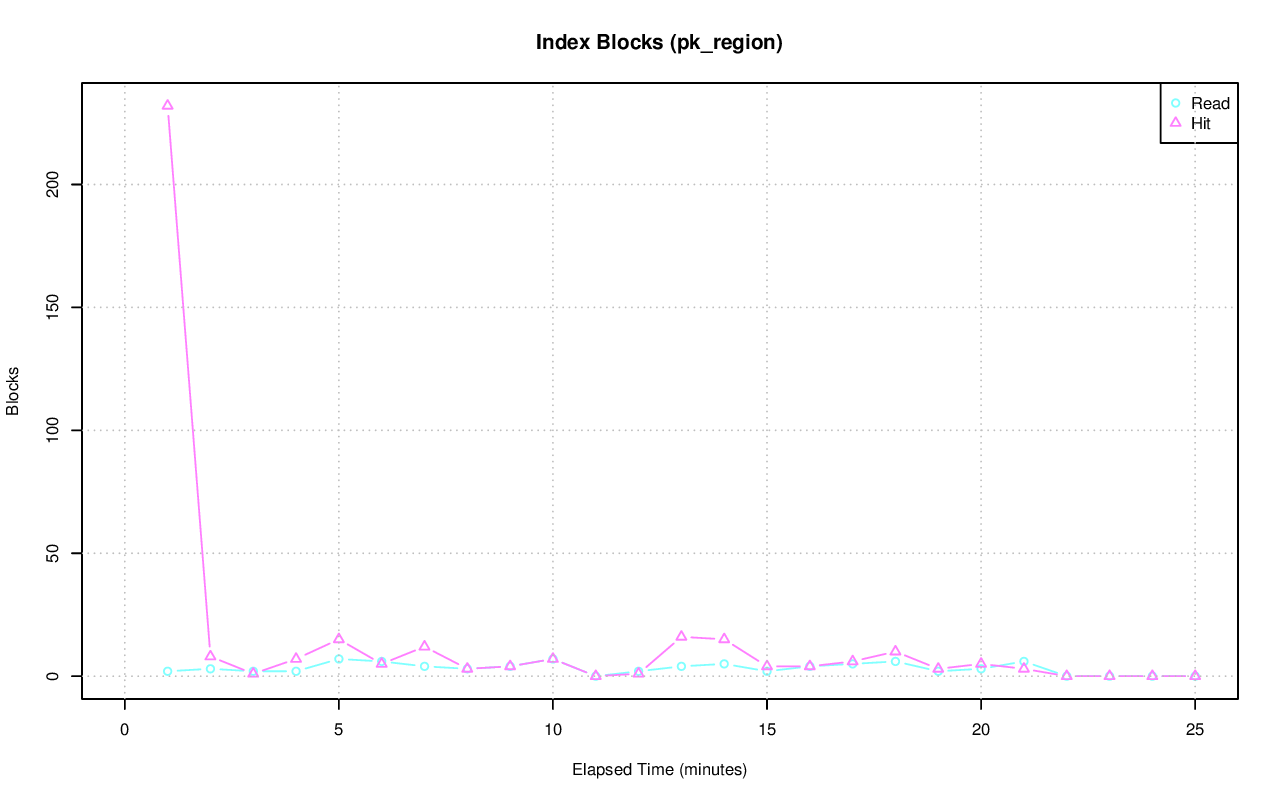 Index Blocks (pk_region)
Read
Hit
Blocks
200
150
100
50
0
0 5 10 15 20 25
Elapsed Time (minutes)